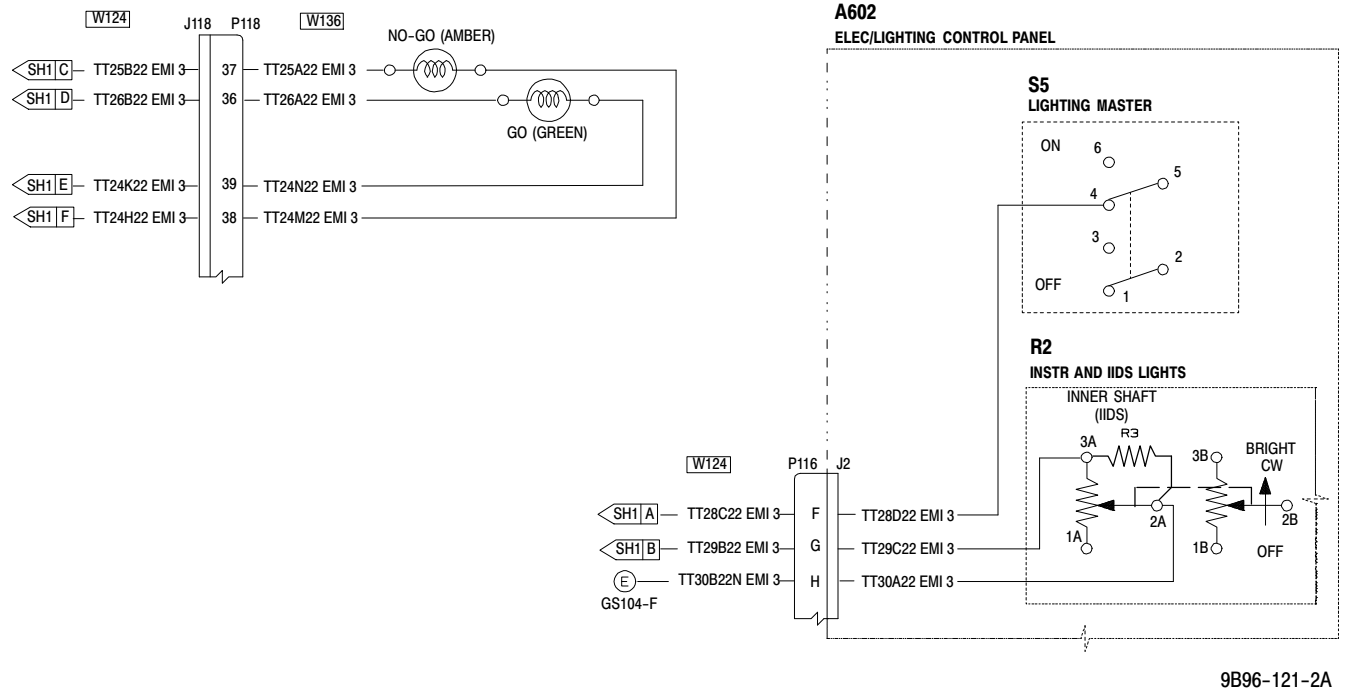 W124
J118 P118
W136
NO-GO (AMBER)
SH1 C TT25B22 EMI 3 37 TT25A22 EMI 3
SH1 D TT26B22 EMI 3 36 TT26A22 EMI 3
GO (GREEN)
SH1 E TT24K22 EMI 3 39 TT24N22 EMI 3
SH1 F TT24H22 EMI 3 38 TT24M22 EMI 3
A602
ELEC/LIGHTING CONTROL PANEL
S5
LIGHTING MASTER
ON
6
5
4
3
2
OFF
1
R2
INSTR AND IIDS LIGHTS
INNER SHAFT
(IIDS)
R3
3A
3B
BRIGHT
CW
2A
2B
1A
1B
OFF
W124
P116 J2
SH1 A TT28C22 EMI 3 F TT28D22 EMI 3
SH1 B TT29B22 EMI 3 G TT29C22 EMI 3
E TT30B22N EMI 3 H TT30A22 EMI 3
GS104-F
9B96-121-2A